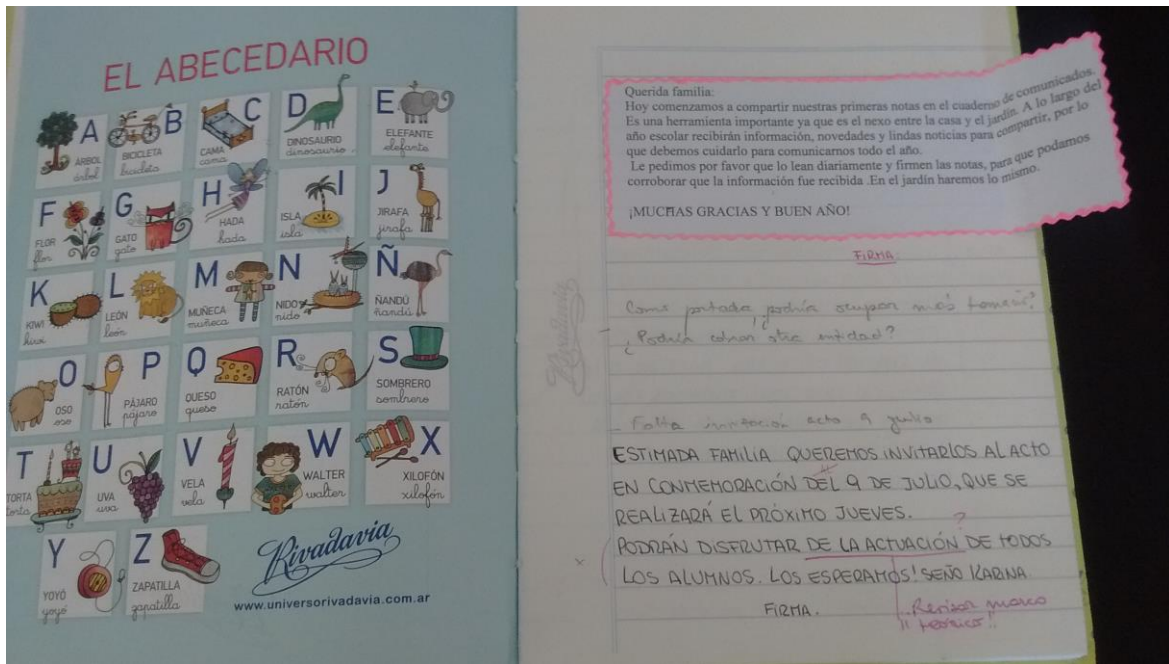 EL ABECEDARIO
A
ÁRBOL
árbol
B
BICICLETA
bicicleta
C
CAMA
cama
D
DINOSAURIO
dinosaurio
E
ELEFANTE
elefante
F
FLOR
flor
G
GATO
gato
H
HADA
hada
I
ISLA
isla
J
JIRAFA
jirafa
K
KIWI
kiwi
L
LEÓN
león
M
MUÑECA
muñeca
N
NIDO
nido
Ñ
ÑANDÚ
ñandú
O
OSO
oso
P
PÁJARO
pájaro
Q
QUESO
queso
R
RATÓN
ratón
S
SOMBRERO
sombrero
T
TORTA
torta
U
UVA
uva
V
VELA
vela
W
WALTER
walter
X
XILOFÓN
xilofón
Y
YOYÓ
yoyó
Z
ZAPATILLA
zapatilla
Rivadavia
www.universorivadavia.com.ar
Querida familia:
Hoy comenzamos a compartir nuestras primeras notas en el cuaderno de comunicados.
Es una herramienta importante ya que es el nexo entre la casa y el jardín. A lo largo del
año escolar recibirán información, novedades y lindas noticias para compartir, por lo
que debemos cuidarlo para comunicarnos todo el año.
Le pedimos por favor que lo lean diariamente y firmen las notas, para que podamos
corroborar que la información fue recibida .En el jardín haremos lo mismo.
¡MUCHAS GRACIAS Y BUEN AÑO!
FIRMA:
Como portada podría ocupar más
¿Podría otra entidad?
Rivadavia
- Falta invitación acto 9 julio
ESTIMADA FAMILIA QUEREMOS INVITARLOS AL ACTO
EN CONMEMORACIÓN DEL 9 DE JULIO, QUE SE
REALIZARÁ EL PRÓXIMO JUEVES.
?
PODRÁN DISFRUTAR DE LA ACTUACIÓN DE TODOS
LOS ALUMNOS. LOS ESPERAMOS! SEÑO KARINA
FIRMA.
Revisar marco
teórico!!